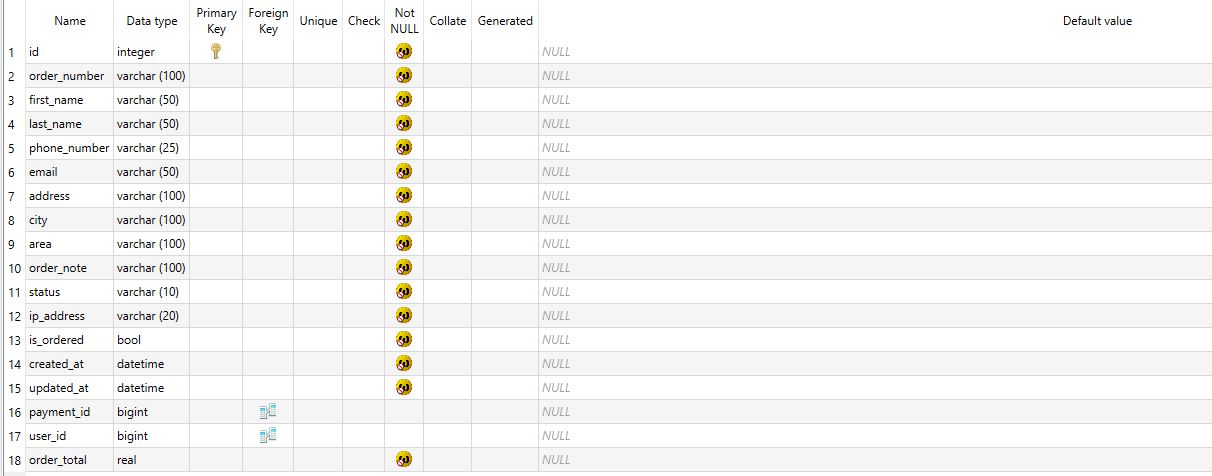 Name Data type Primary Key Foreign Key Unique Check Not NULL Collate Generated Default value
1 id integer NULL
2 order_number varchar (100) NULL
3 first_name varchar (50) NULL
4 last_name varchar (50) NULL
5 phone_number varchar (25) NULL
6 email varchar (50) NULL
7 address varchar (100) NULL
8 city varchar (100) NULL
9 area varchar (100) NULL
10 order_note varchar (100) NULL
11 status varchar (10) NULL
12 ip_address varchar (20) NULL
13 is_ordered bool NULL
14 created_at datetime NULL
15 updated_at datetime NULL
16 payment_id bigint NULL
17 user_id bigint NULL
18 order_total real NULL